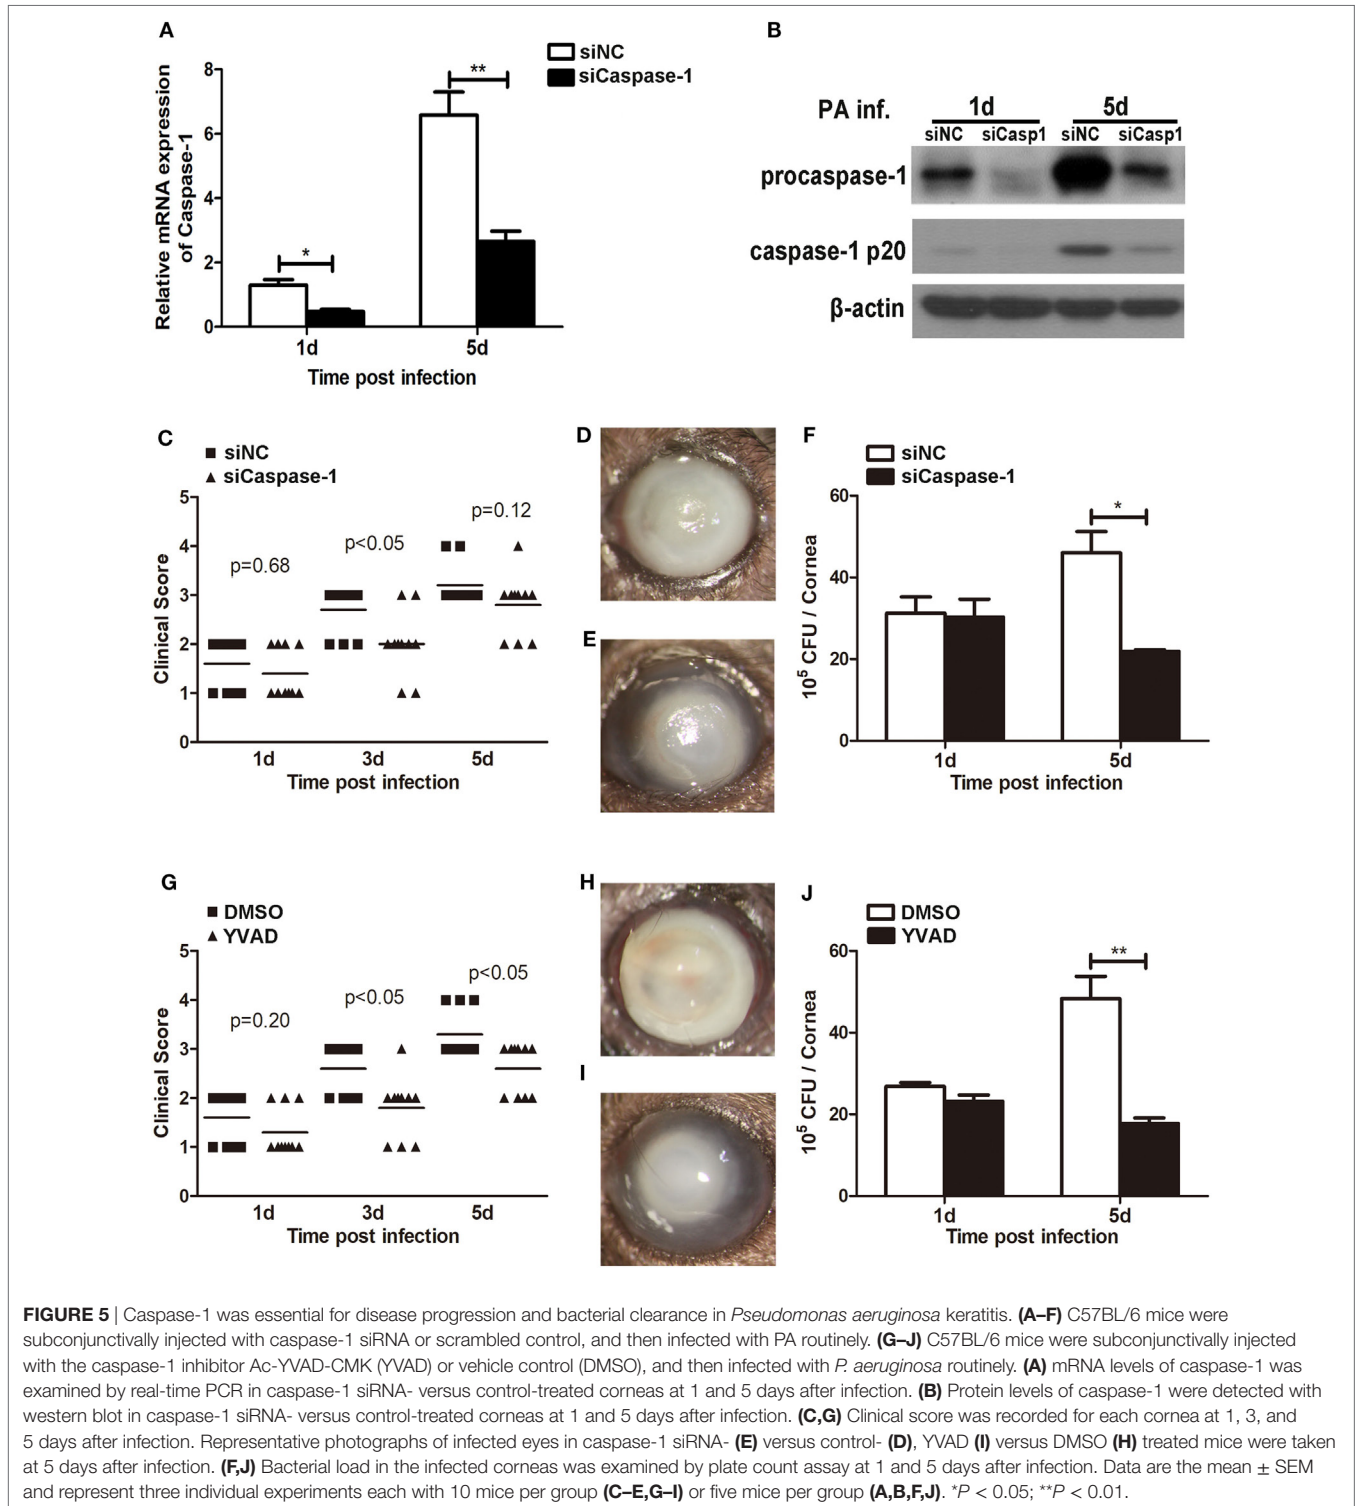 A
siNC
siCaspase-1
8
6
4
2
0
**
*
Relative mRNA expression
of Caspase-1
1d
5d
Time post infection
B
PA inf.
1d
5d
siNC
siCasp1
siNC
siCasp1
procaspase-1
caspase-1 p20
β-actin
C
siNC
siCaspase-1
5
4
3
2
1
0
Clinical Score
p=0.68
p<0.05
p=0.12
1d
3d
5d
Time post infection
D
E
F
siNC
siCaspase-1
60
40
20
0
10⁵ CFU / Cornea
*
1d
5d
Time post infection
G
DMSO
YVAD
5
4
3
2
1
0
Clinical Score
p=0.20
p<0.05
p<0.05
1d
3d
5d
Time post infection
H
I
J
DMSO
YVAD
60
40
20
0
10⁵ CFU / Cornea
**
1d
5d
Time post infection
FIGURE 5 | Caspase-1 was essential for disease progression and bacterial clearance in Pseudomonas aeruginosa keratitis. (A–F) C57BL/6 mice were
subconjunctivally injected with caspase-1 siRNA or scrambled control, and then infected with PA routinely. (G–J) C57BL/6 mice were subconjunctivally injected
with the caspase-1 inhibitor Ac-YVAD-CMK (YVAD) or vehicle control (DMSO), and then infected with P. aeruginosa routinely. (A) mRNA levels of caspase-1 was
examined by real-time PCR in caspase-1 siRNA- versus control-treated corneas at 1 and 5 days after infection. (B) Protein levels of caspase-1 were detected with
western blot in caspase-1 siRNA- versus control-treated corneas at 1 and 5 days after infection. (C,G) Clinical score was recorded for each cornea at 1, 3, and
5 days after infection. Representative photographs of infected eyes in caspase-1 siRNA- (E) versus control- (D), YVAD (I) versus DMSO (H) treated mice were taken
at 5 days after infection. (F,J) Bacterial load in the infected corneas was examined by plate count assay at 1 and 5 days after infection. Data are the mean ± SEM
and represent three individual experiments each with 10 mice per group (C–E,G–I) or five mice per group (A,B,F,J). *P < 0.05; **P < 0.01.